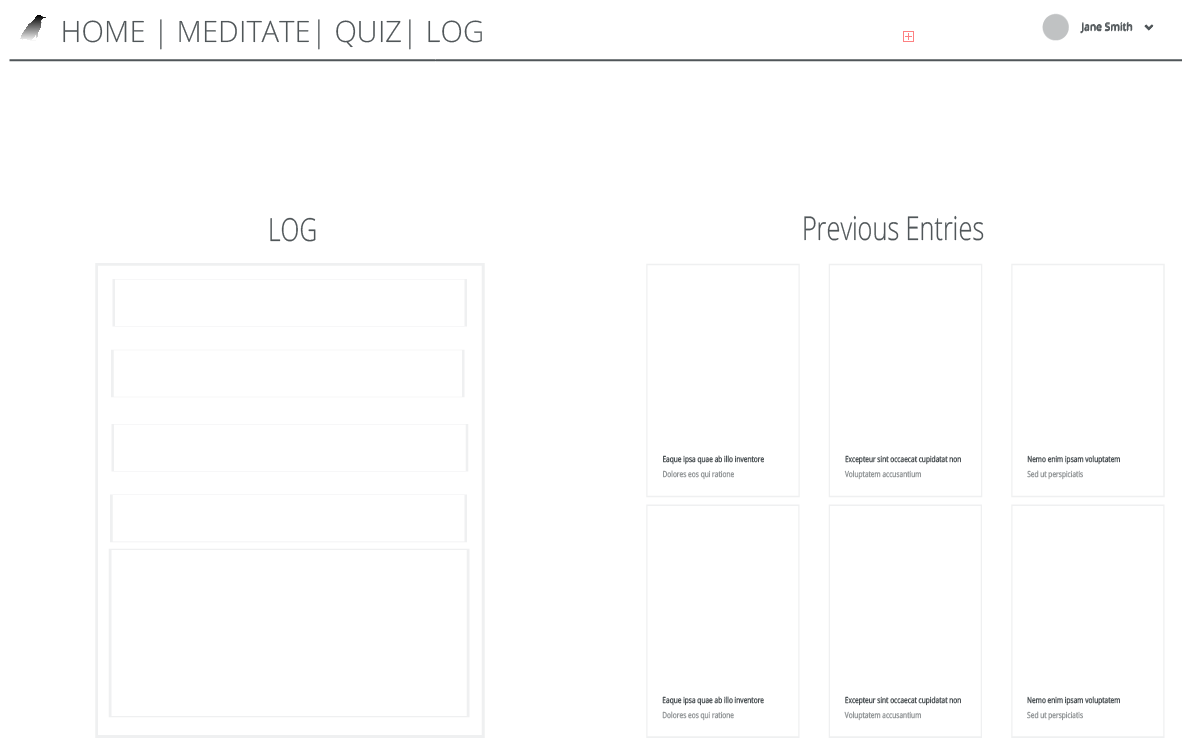 HOME | MEDITATE| QUIZ| LOG
Jane Smith
LOG
Previous Entries
Eaque ipsa quae ab illo inventore
Dolores eos qui ratione
Excepteur sint occaecat cupidatat non
Voluptatem accusantium
Nemo enim ipsam voluptatem
Sed ut perspiciatis
Eaque ipsa quae ab illo inventore
Dolores eos qui ratione
Excepteur sint occaecat cupidatat non
Voluptatem accusantium
Nemo enim ipsam voluptatem
Sed ut perspiciatis